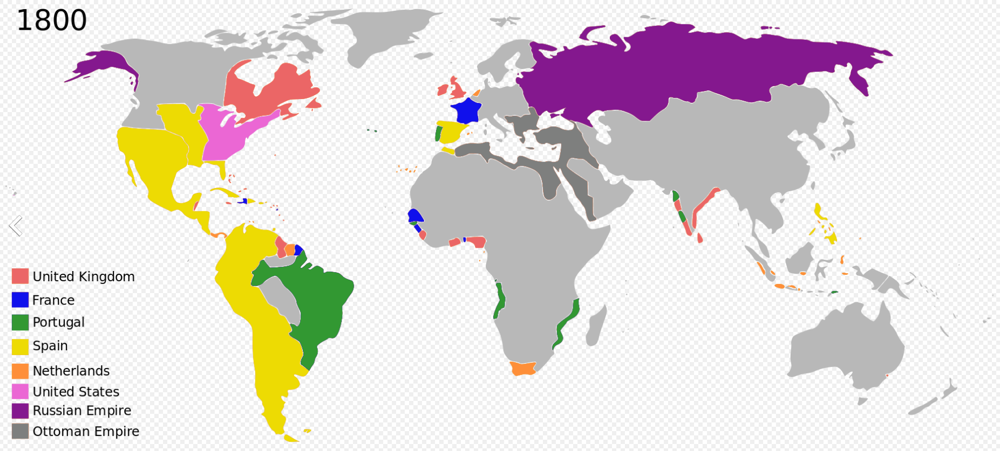 1800
United Kingdom
France
Portugal
Spain
Netherlands
United States
Russian Empire
Ottoman Empire